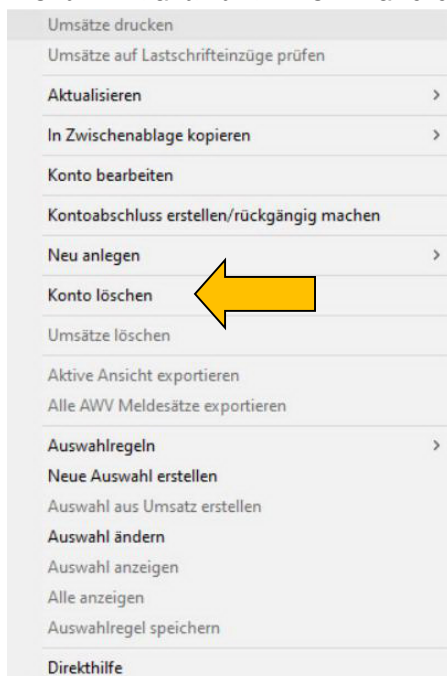 Umsätze drucken
Umsätze auf Lastschrifteinzüge prüfen
Aktualisieren
In Zwischenablage kopieren
Konto bearbeiten
Kontoabschluss erstellen/rückgängig machen
Neu anlegen
Konto löschen
Umsätze löschen
Aktive Ansicht exportieren
Alle AWV Meldesätze exportieren
Auswahlregeln
Neue Auswahl erstellen
Auswahl aus Umsatz erstellen
Auswahl ändern
Auswahl anzeigen
Alle anzeigen
Auswahlregel speichern
Direkthilfe